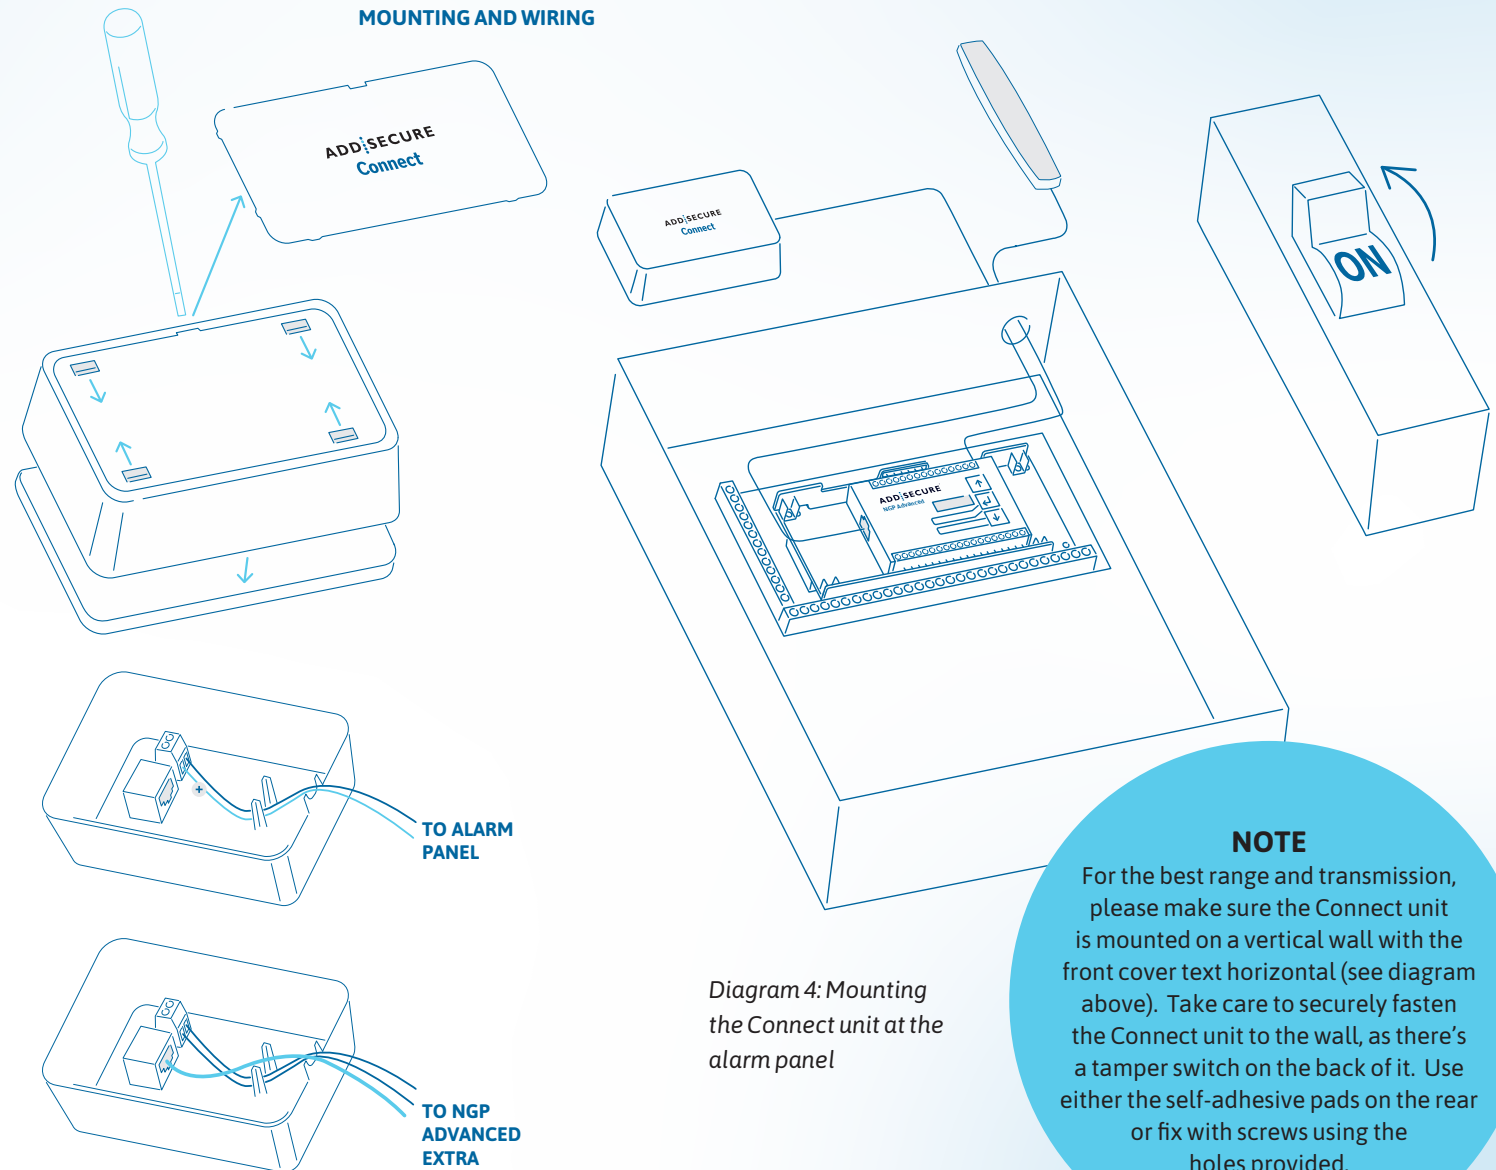 MOUNTING AND WIRING
ADD SECURE
Connect
ADD SECURE
Connect
ON
ADD SECURE
NGP Advanced
+
TO ALARM
PANEL
TO NGP
ADVANCED
EXTRA
Diagram 4: Mounting
the Connect unit at the
alarm panel
NOTE
For the best range and transmission,
please make sure the Connect unit
is mounted on a vertical wall with the
front cover text horizontal (see diagram
above). Take care to securely fasten
the Connect unit to the wall, as there's
a tamper switch on the back of it. Use
either the self-adhesive pads on the rear
or fix with screws using the
holes provided.